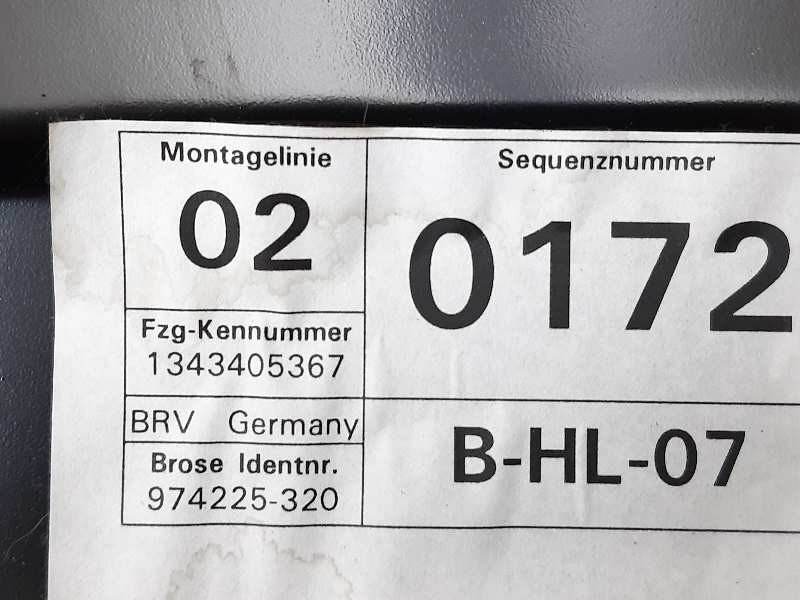 Montagelinie
02
Sequenznummer
0172
Fzg-Kennummer
1343405367
BRV Germany
Brose Identnr.
974225-320
B-HL-07